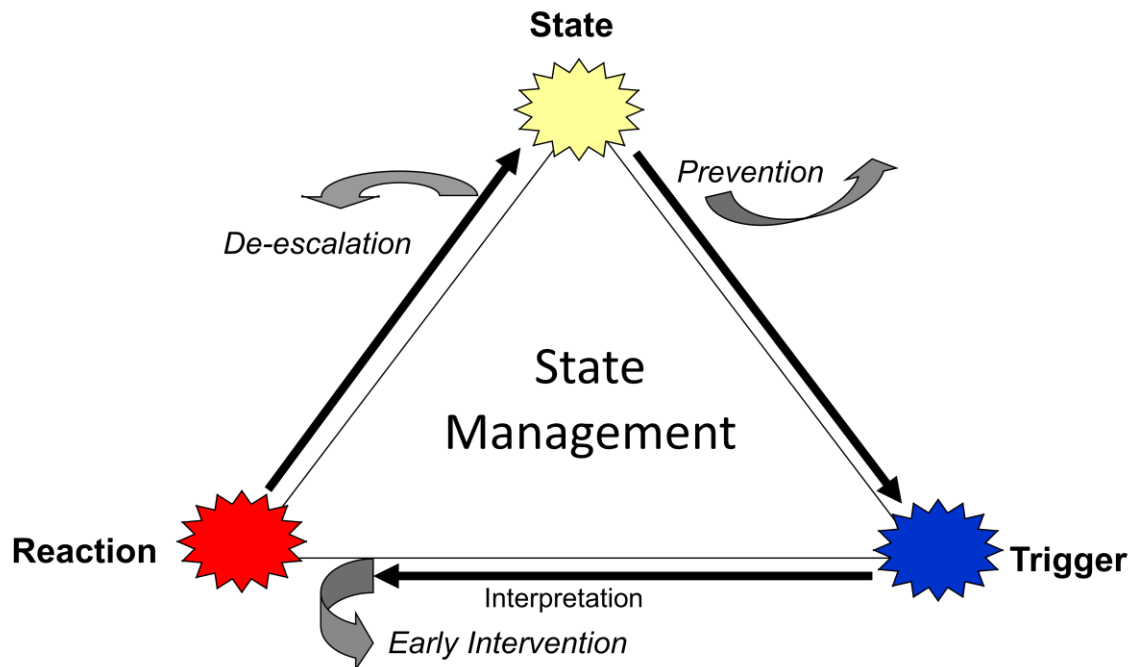 State
Prevention
De-escalation
State
Management
Reaction
Trigger
Interpretation
Early Intervention